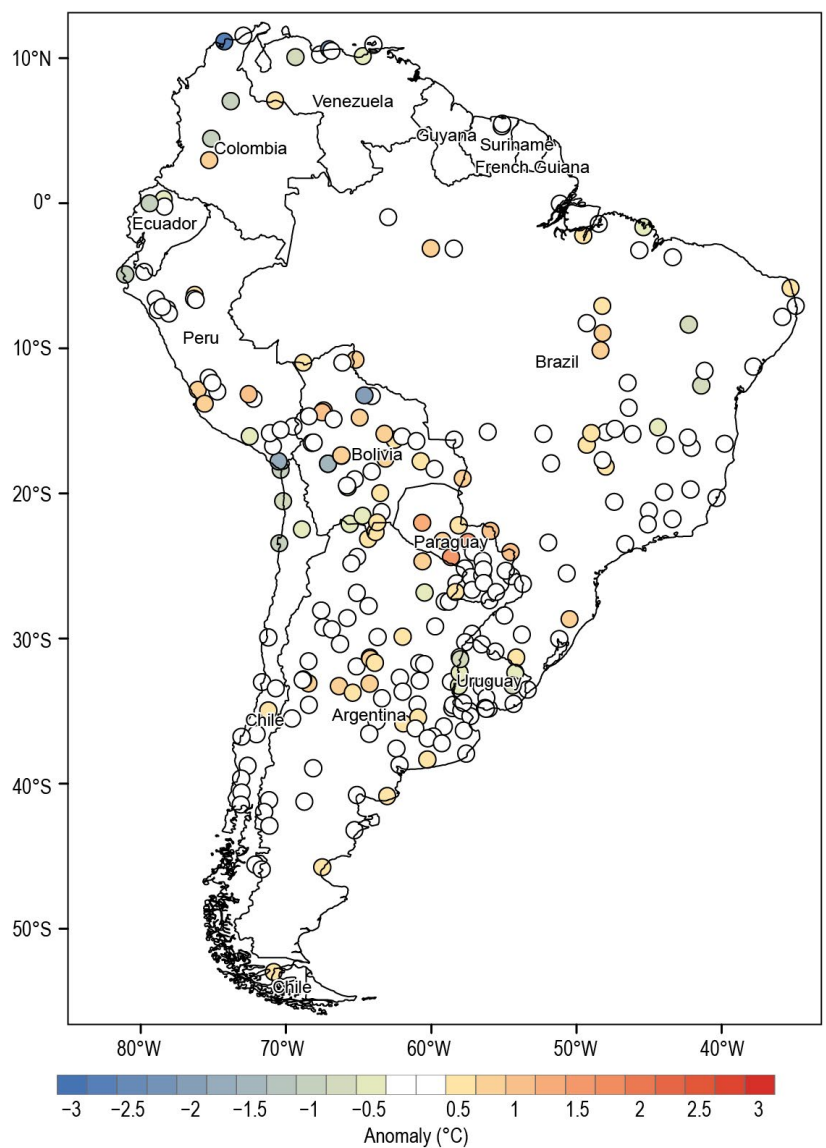 10°N
Venezuela
Guyana
Suriname
Colombia
French Guiana
0°
Ecuador
Peru
10°S
Brazil
Bolivia
20°S
Paraguay
30°S
Uruguay
Chile
Argentina
40°S
50°S
Chile
80°W 70°W 60°W 50°W 40°W
−3 −2.5 −2 −1.5 −1 −0.5 0.5 1 1.5 2 2.5 3
Anomaly (°C)